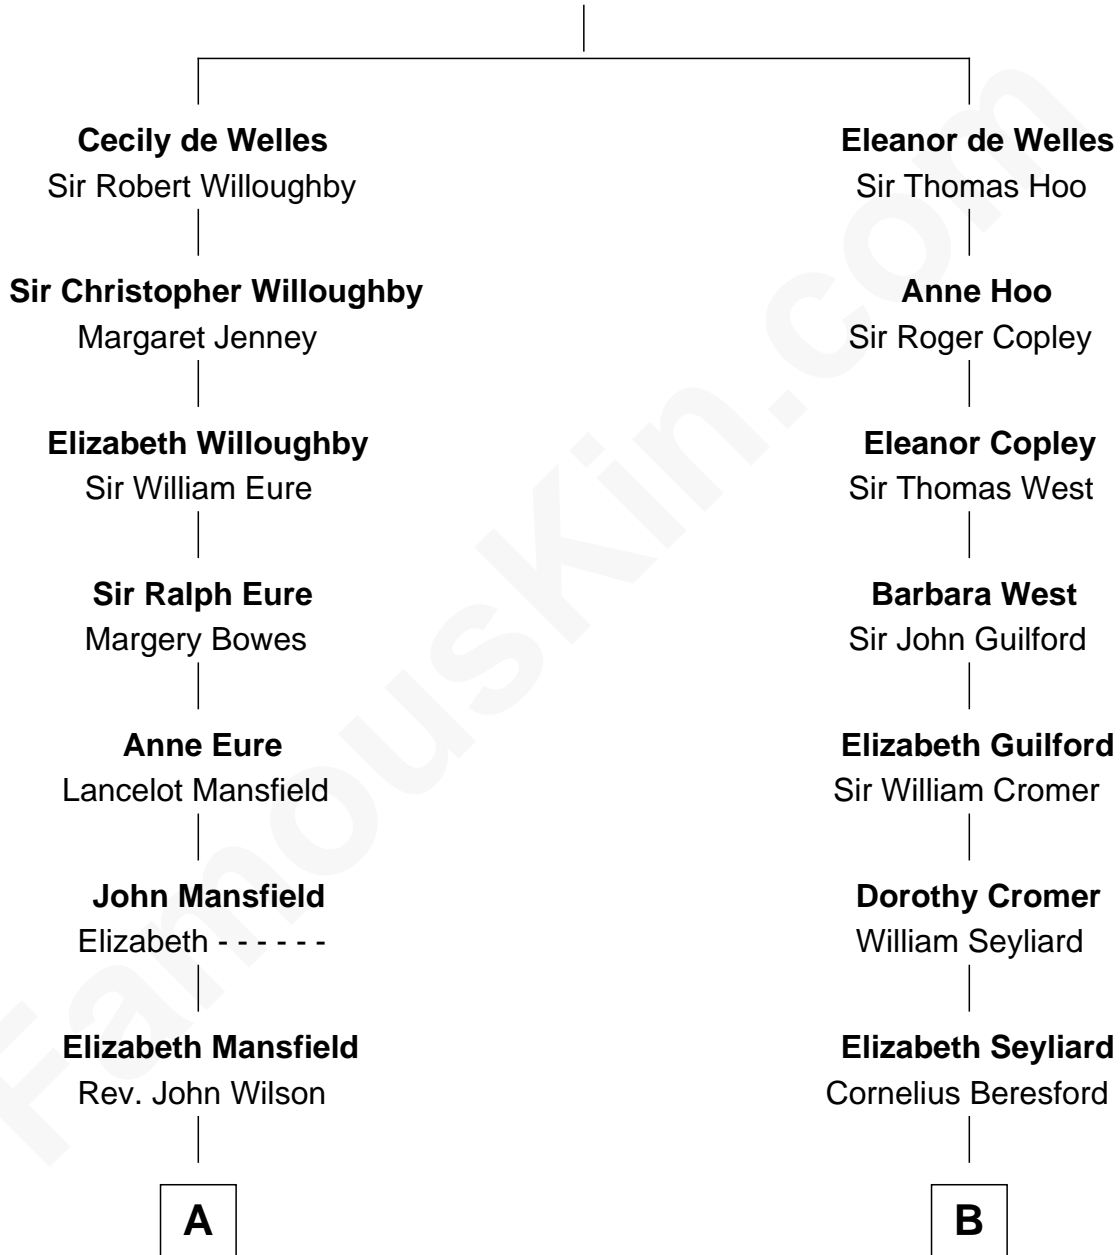 Cecily de Welles
Sir Robert Willoughby
Sir Christopher Willoughby
Margaret Jenney
Elizabeth Willoughby
Sir William Eure
Sir Ralph Eure
Margery Bowes
Anne Eure
Lancelot Mansfield
John Mansfield
Elizabeth - - - - - -
Elizabeth Mansfield
Rev. John Wilson
A
Eleanor de Welles
Sir Thomas Hoo
Anne Hoo
Sir Roger Copley
Eleanor Copley
Sir Thomas West
Barbara West
Sir John Guilford
Elizabeth Guilford
Sir William Cromer
Dorothy Cromer
William Seyliard
Elizabeth Seyliard
Cornelius Beresford
B
FamousKin.com